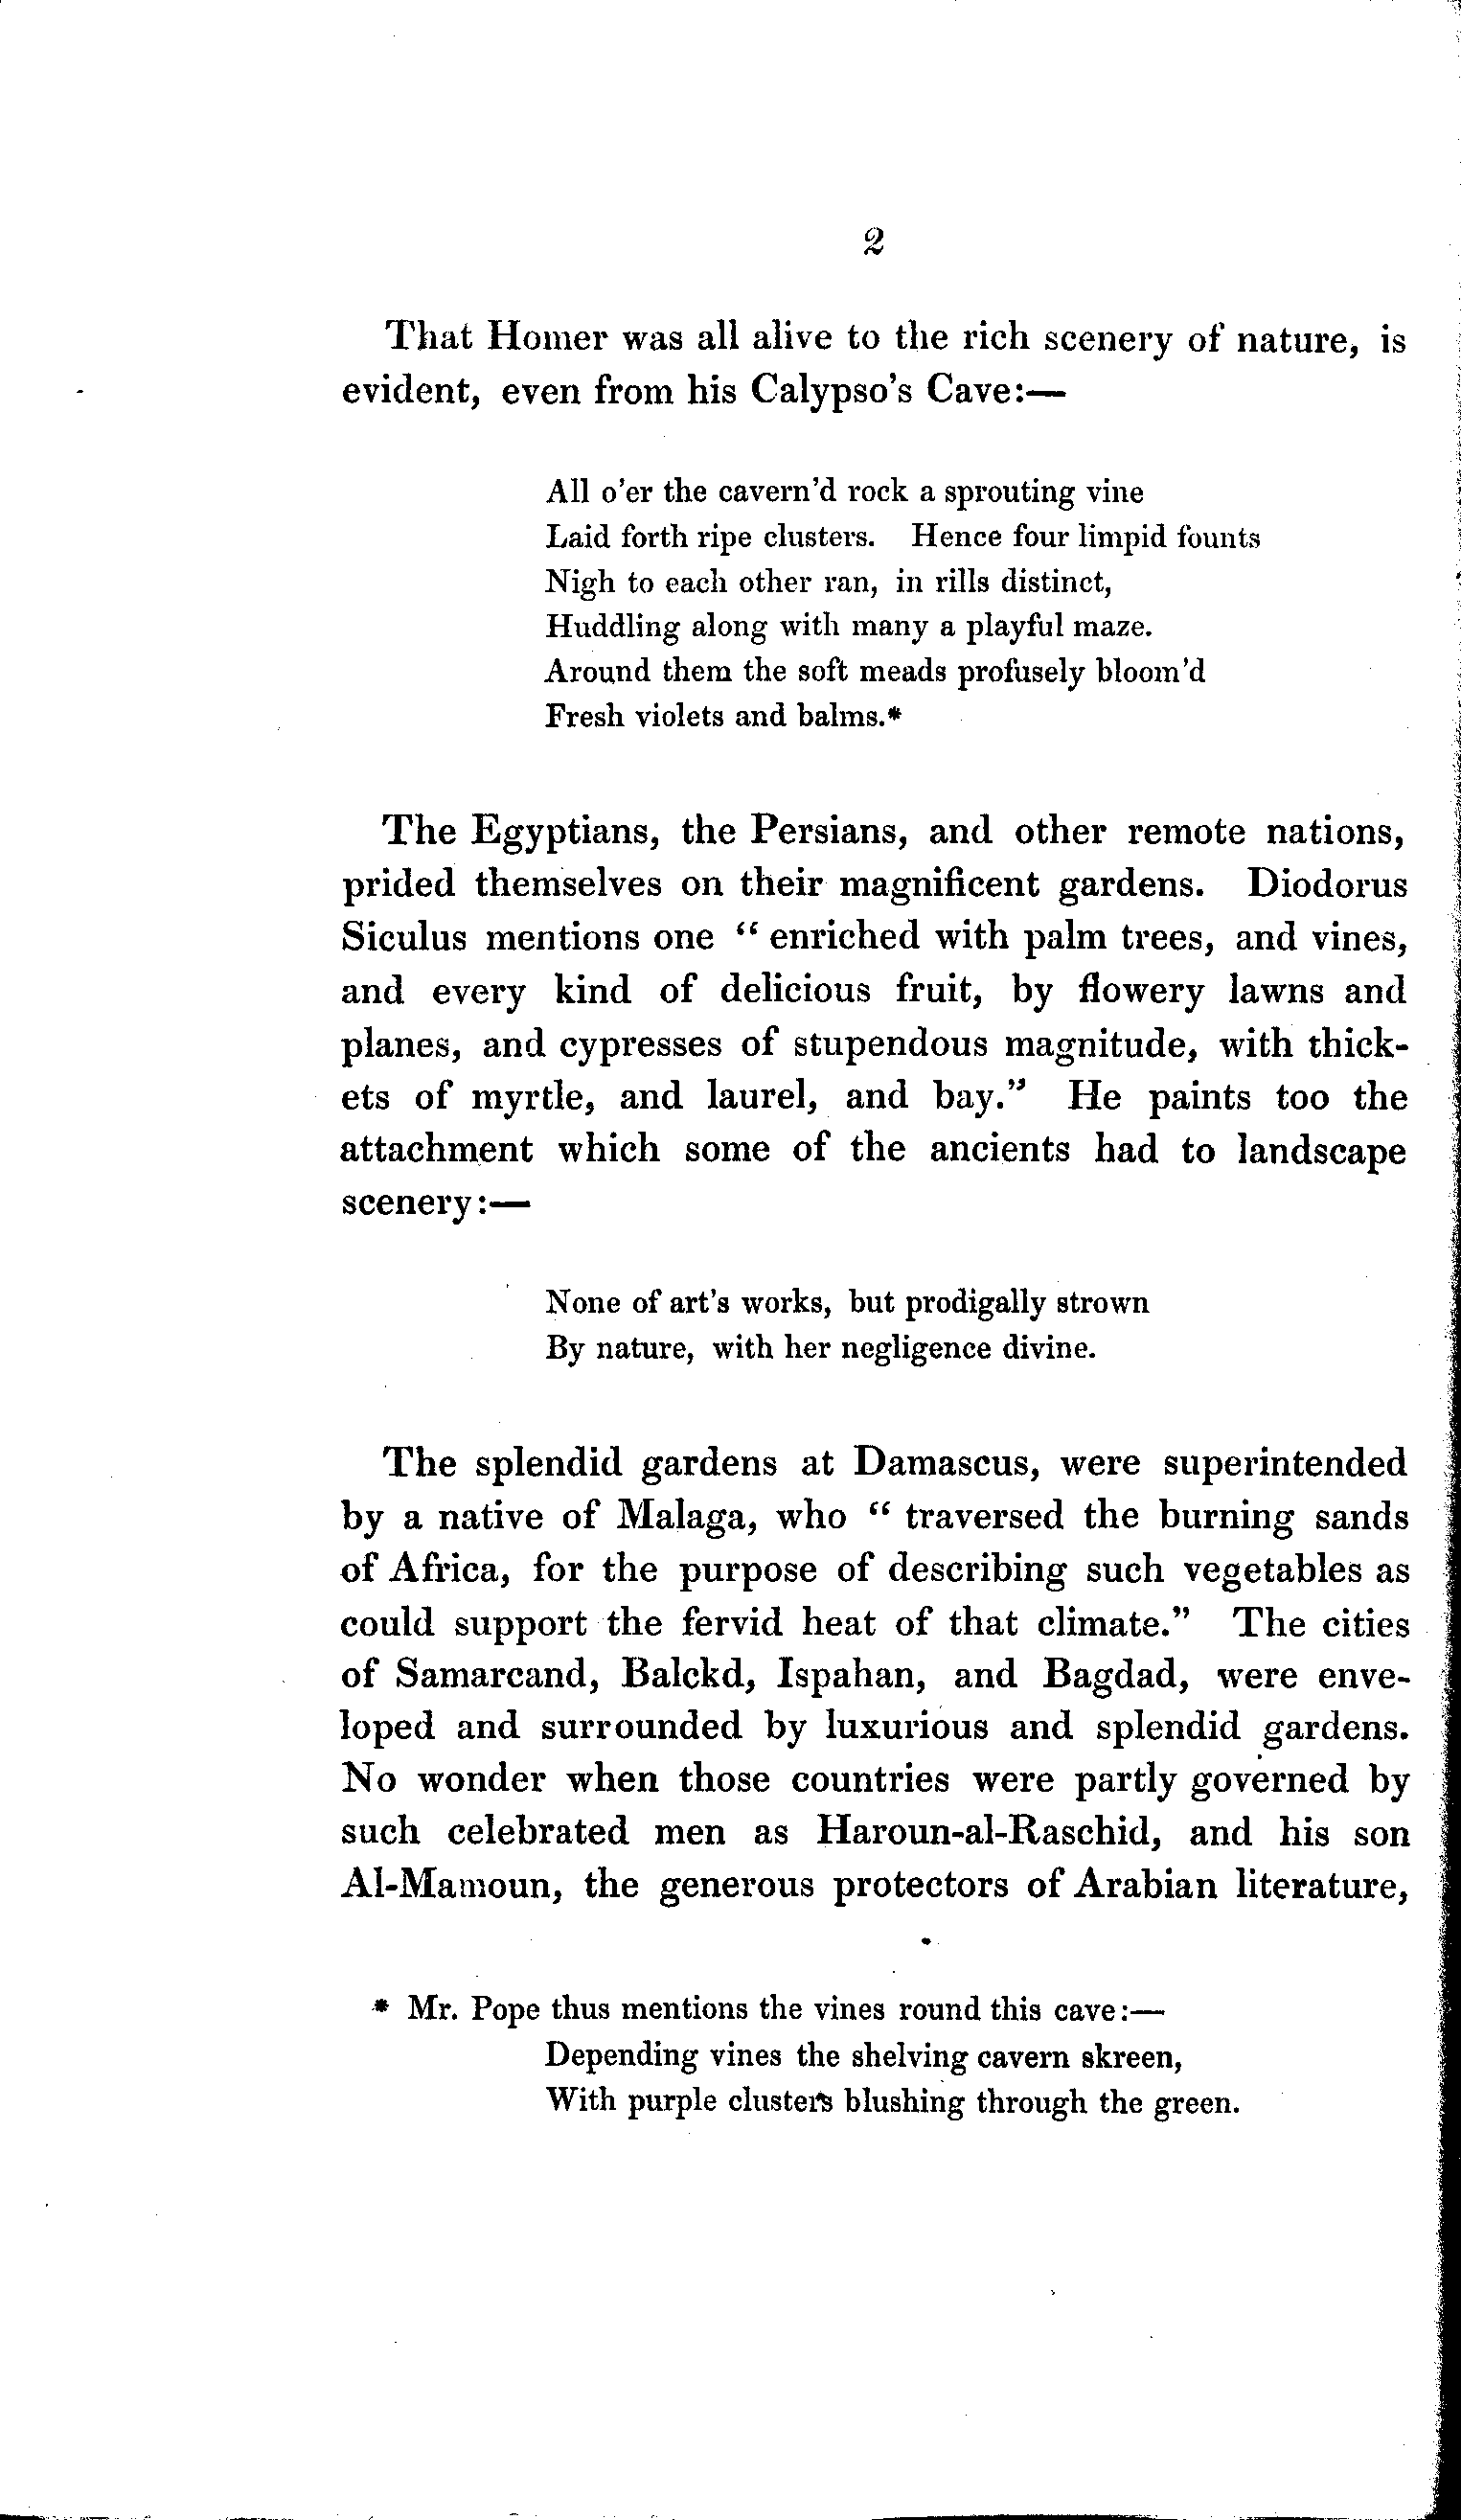 2
That Homer was all alive to the rich scenery of nature, is
evident, even from his Calypso's Cave:—
All o'er the cavern'd rock a sprouting vine
Laid forth ripe clusters. Hence four limpid founts
Nigh to each other ran, in rills distinct,
Huddling along with many a playful maze.
Around them the soft meads profusely bloom'd
Fresh violets and balms.*
The Egyptians, the Persians, and other remote nations,
prided themselves on their magnificent gardens. Diodorus
Siculus mentions one “enriched with palm trees, and vines,
and every kind of delicious fruit, by flowery lawns and
planes, and cypresses of stupendous magnitude, with thick-
ets of myrtle, and laurel, and bay.” He paints too the
attachment which some of the ancients had to landscape
scenery:—
None of art's works, but prodigally strown
By nature, with her negligence divine.
The splendid gardens at Damascus, were superintended
by a native of Malaga, who “traversed the burning sands
of Africa, for the purpose of describing such vegetables as
could support the fervid heat of that climate.” The cities
of Samarcand, Balckd, Ispahan, and Bagdad, were enve-
loped and surrounded by luxurious and splendid gardens.
No wonder when those countries were partly governed by
such celebrated men as Haroun-al-Raschid, and his son
Al-Mamoun, the generous protectors of Arabian literature,
* Mr. Pope thus mentions the vines round this cave:—
Depending vines the shelving cavern skreen,
With purple clusters blushing through the green.